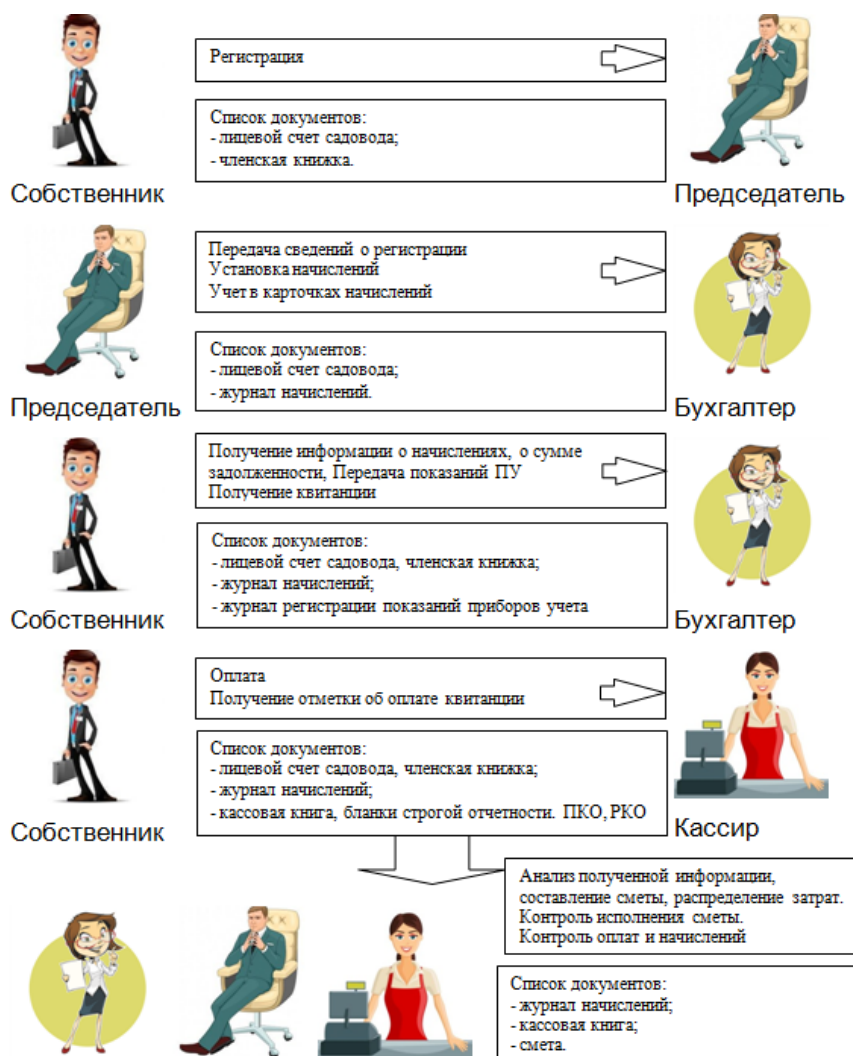 Регистрация
Список документов:
- лицевой счет садовода;
- членская книжка.
Собственник
Председатель
Передача сведений о регистрации
Установка начислений
Учет в карточках начислений
Список документов:
- лицевой счет садовода;
- журнал начислений.
Председатель
Бухгалтер
Получение информации о начислениях, о сумме
задолженности, Передача показаний ПУ
Получение квитанции
Список документов:
- лицевой счет садовода, членская книжка;
- журнал начислений;
- журнал регистрации показаний приборов учета
Собственник
Бухгалтер
Оплата
Получение отметки об оплате квитанции
Список документов:
- лицевой счет садовода, членская книжка;
- журнал начислений;
- кассовая книга, бланки строгой отчетности. ПКО, РКО
Собственник
Кассир
Анализ полученной информации,
составление сметы, распределение затрат.
Контроль исполнения сметы.
Контроль оплат и начислений
Список документов:
- журнал начислений;
- кассовая книга;
- смета.